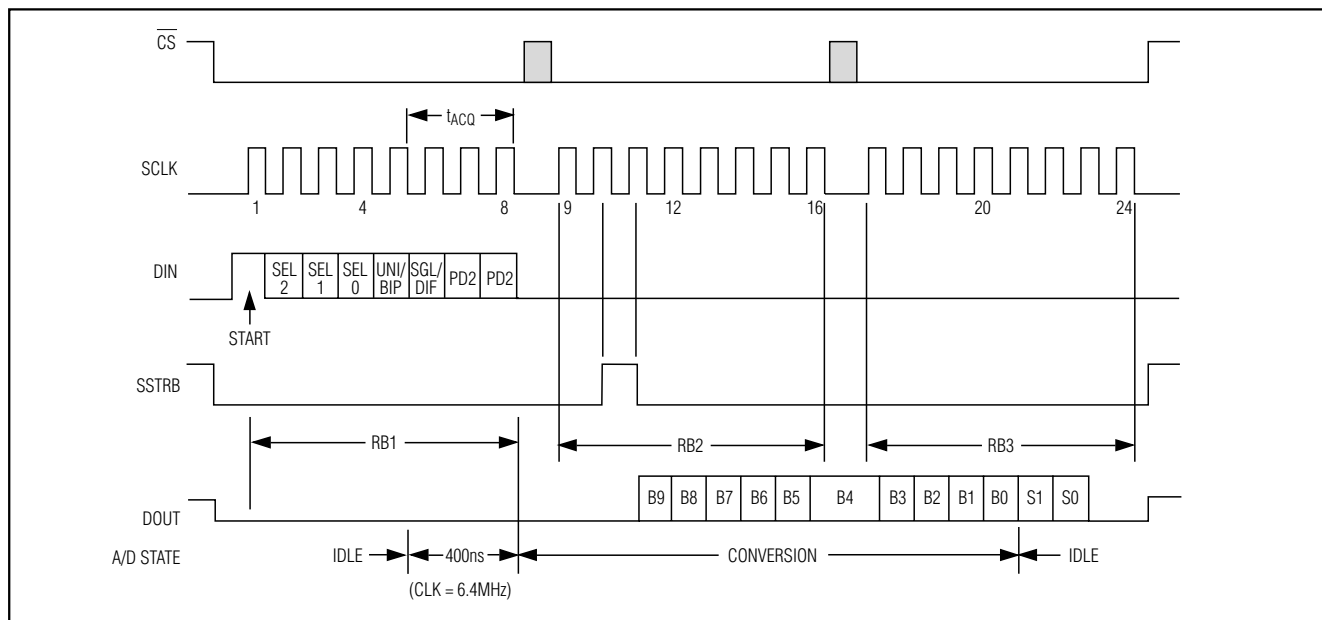 CS
tACQ
SCLK
1 4 8 9 12 16 20 24
DIN
SEL 2
SEL 1
SEL 0
UNI/ BIP
SGL/ DIF
PD2
PD2
START
SSTRB
RB1
RB2
RB3
B9 B8 B7 B6 B5 B4 B3 B2 B1 B0 S1 S0
DOUT
A/D STATE
IDLE
400ns
CONVERSION
IDLE
(CLK = 6.4MHz)